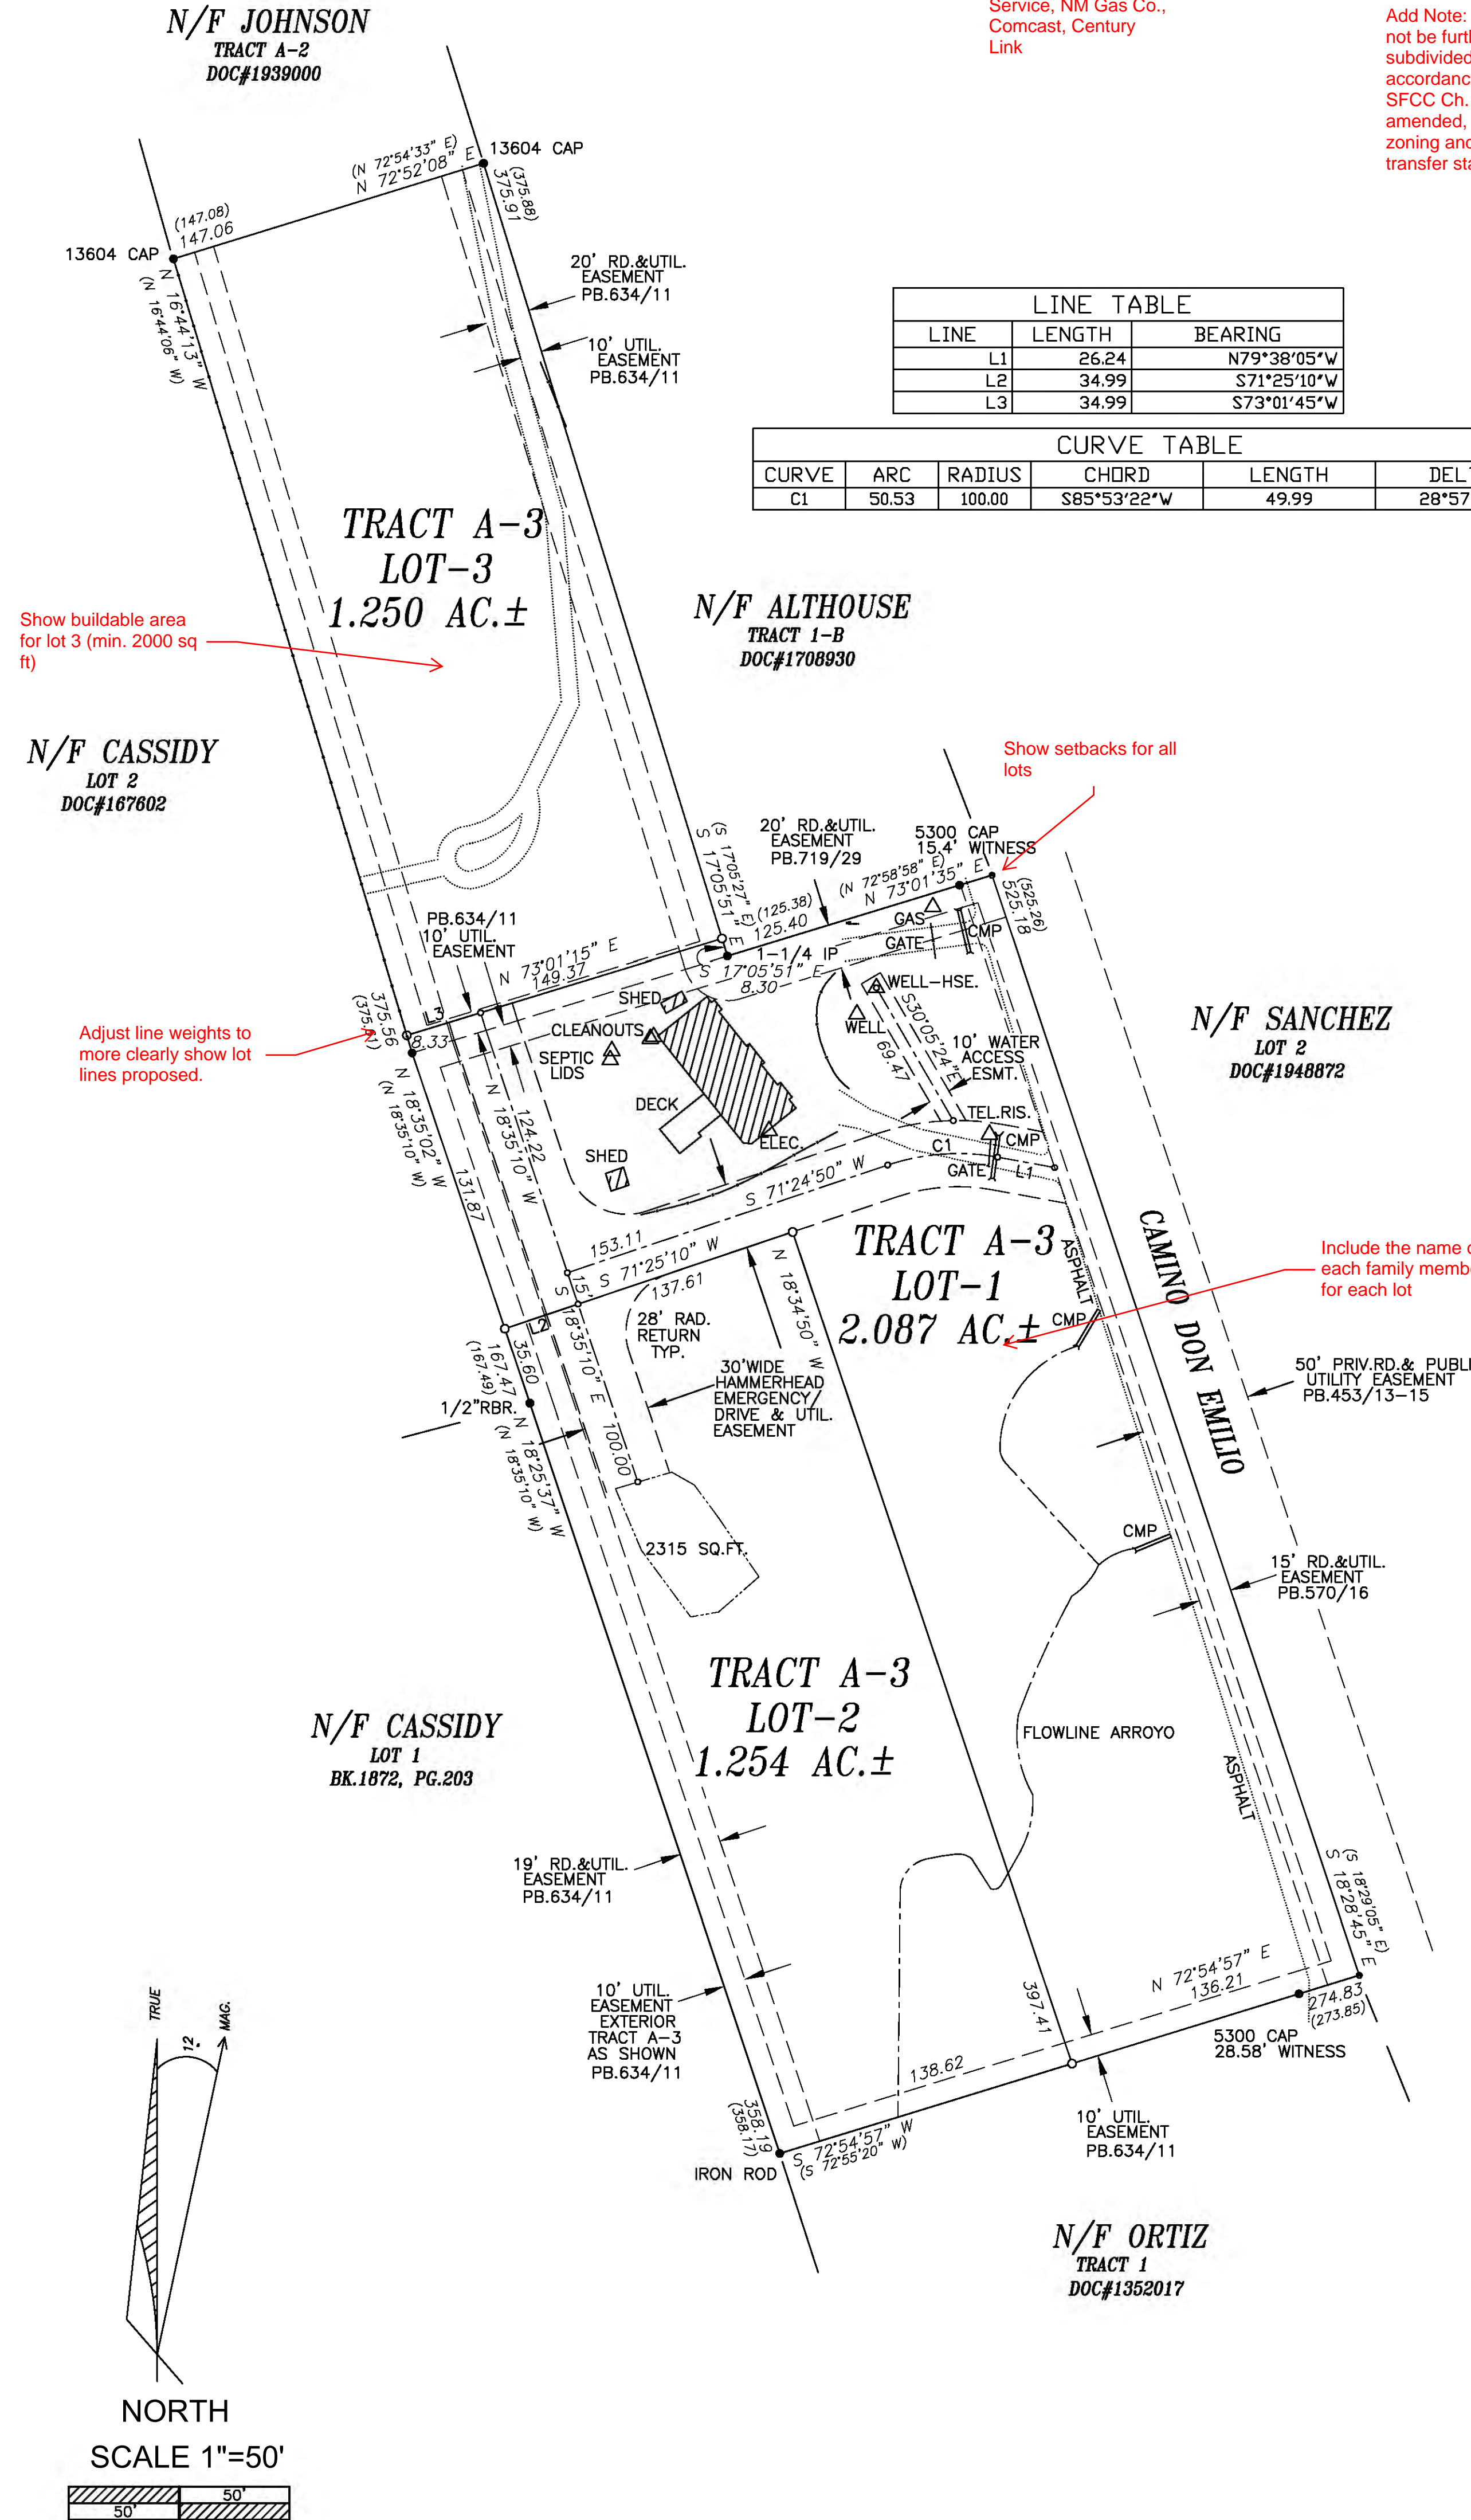 N/F JOHNSON
TRACT A-2
DOC#1939000
Service, NM Gas Co.,
Comcast, Century
Link
Add Note:
not be
subdivided
SFCC Ch.
amended,
zoning
transfer
(N 72°54'33" E)
N 72°52'08" E
13604 CAP
(375.88)
375.91
(147.08)
147.06
13604 CAP
N 16°44'13" W
(N 16°44'06" W)
20' RD.&UTIL.
EASEMENT
PB.634/11
10' UTIL.
EASEMENT
PB.634/11
LINE TABLE
LINE LENGTH BEARING
L1 26.24 N79°38'05"W
L2 34.99 S71°25'10"W
L3 34.99 S73°01'45"W
CURVE TABLE
CURVE ARC RADIUS CHORD LENGTH
C1 50.53 100.00 S85°53'22"W 49.99 28°57
TRACT A-3
LOT-3
1.250 AC.±
N/F ALTHOUSE
TRACT 1-B
DOC#1708930
Show buildable area
for lot 3 (min. 2000 sq
ft)
N/F CASSIDY
LOT 2
DOC#167602
Show setbacks for all
lots
(S 17°05'27" E)
S 17°05'51" E
20' RD.&UTIL.
EASEMENT
PB.719/29
5300 CAP
15.4' WITNESS
(N 72°58'58" E)
N 73°01'35" E
(525.26)
525.18
(125.38)
125.40
GAS
GATE
CMP
1-1/4 IP
S 17°05'51" E
8.30
PB.634/11
10' UTIL.
EASEMENT
N 73°01'15" E
149.37
SHED
WELL-HSE.
WELL
S30°05'24"E
69.47
10' WATER
ACCESS
ESMT.
N/F SANCHEZ
LOT 2
DOC#1948872
Adjust line weights to
more clearly show lot
lines proposed.
375.56
L3
8.33
CLEANOUTS
SEPTIC
LIDS
DECK
ELEC.
TEL.RIS.
CMP
C1
GATE
L1
N 18°35'02" W
(N 18°35'10" W)
131.87
124.22
N 18°35'10" W
SHED
S 71°24'50" W
153.11
S 71°25'10" W
137.61
15'
S 18°35'10" E
100.00
L2
28' RAD.
RETURN
TYP.
N 18°34'50" W
TRACT A-3
LOT-1
2.087 AC.±
ASPHALT
CMP
CAMINO DON EMILIO
Include the name
each family
for each lot
50' PRIV.RD.&
UTILITY EASEMENT
PB.453/13-15
30'WIDE
HAMMERHEAD
EMERGENCY/
DRIVE & UTIL.
EASEMENT
35.60
167.47
(167.49)
1/2"RBR.
N 18°25'37" W
(N 18°35'10" W)
2315 SQ.FT.
CMP
15' RD.&UTIL.
EASEMENT
PB.570/16
TRACT A-3
LOT-2
1.254 AC.±
FLOWLINE ARROYO
N/F CASSIDY
LOT 1
BK.1872, PG.203
ASPHALT
19' RD.&UTIL.
EASEMENT
PB.634/11
(S 18°29'05" E)
S 18°28'45" E
N 72°54'57" E
136.21
274.83
(273.85)
397.41
10' UTIL.
EASEMENT
EXTERIOR
TRACT A-3
AS SHOWN
PB.634/11
5300 CAP
28.58' WITNESS
138.62
10' UTIL.
EASEMENT
PB.634/11
358.19
(358.17)
S 72°54'57" W
(S 72°55'20" W)
IRON ROD
N/F ORTIZ
TRACT 1
DOC#1352017
TRUE
12°
MAG.
NORTH
SCALE 1"=50'
50'
50'